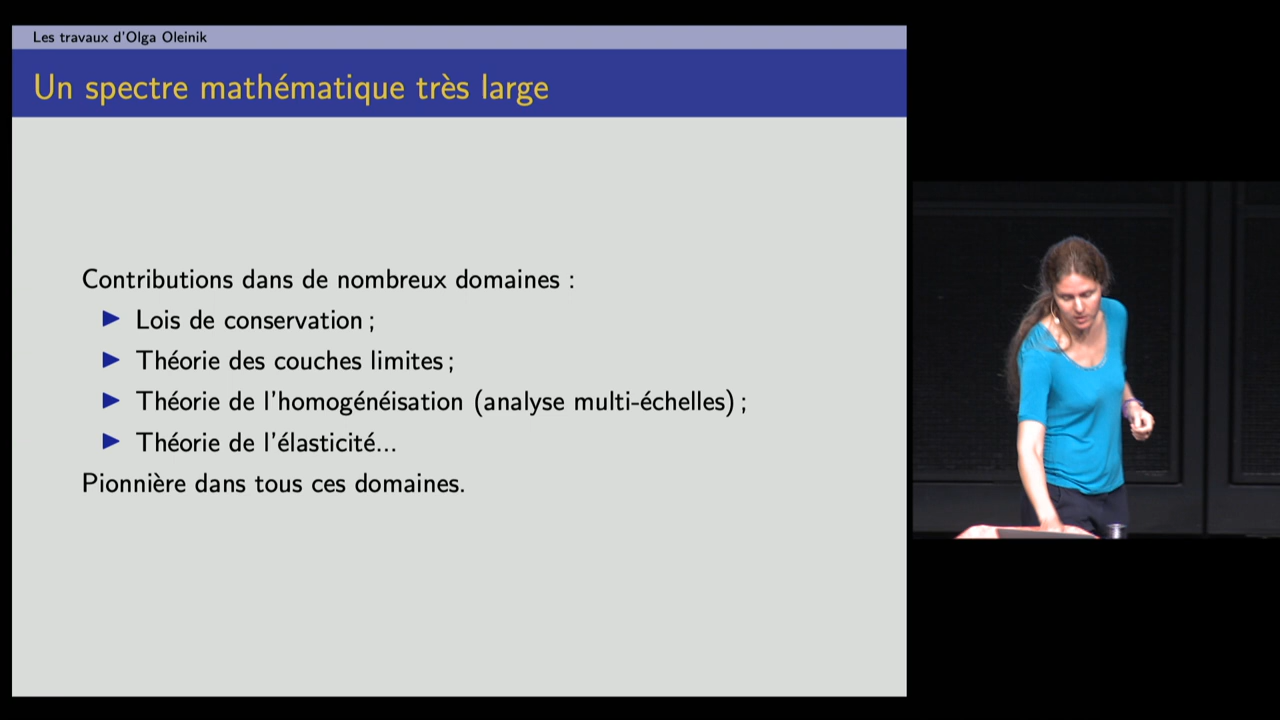 Les travaux d'Olga Oleinik
Un spectre mathématique très large
Contributions dans de nombreux domaines :
Lois de conservation ;
Théorie des couches limites ;
Théorie de l'homogénéisation (analyse multi-échelles) ;
Théorie de l'élasticité...
Pionnière dans tous ces domaines.